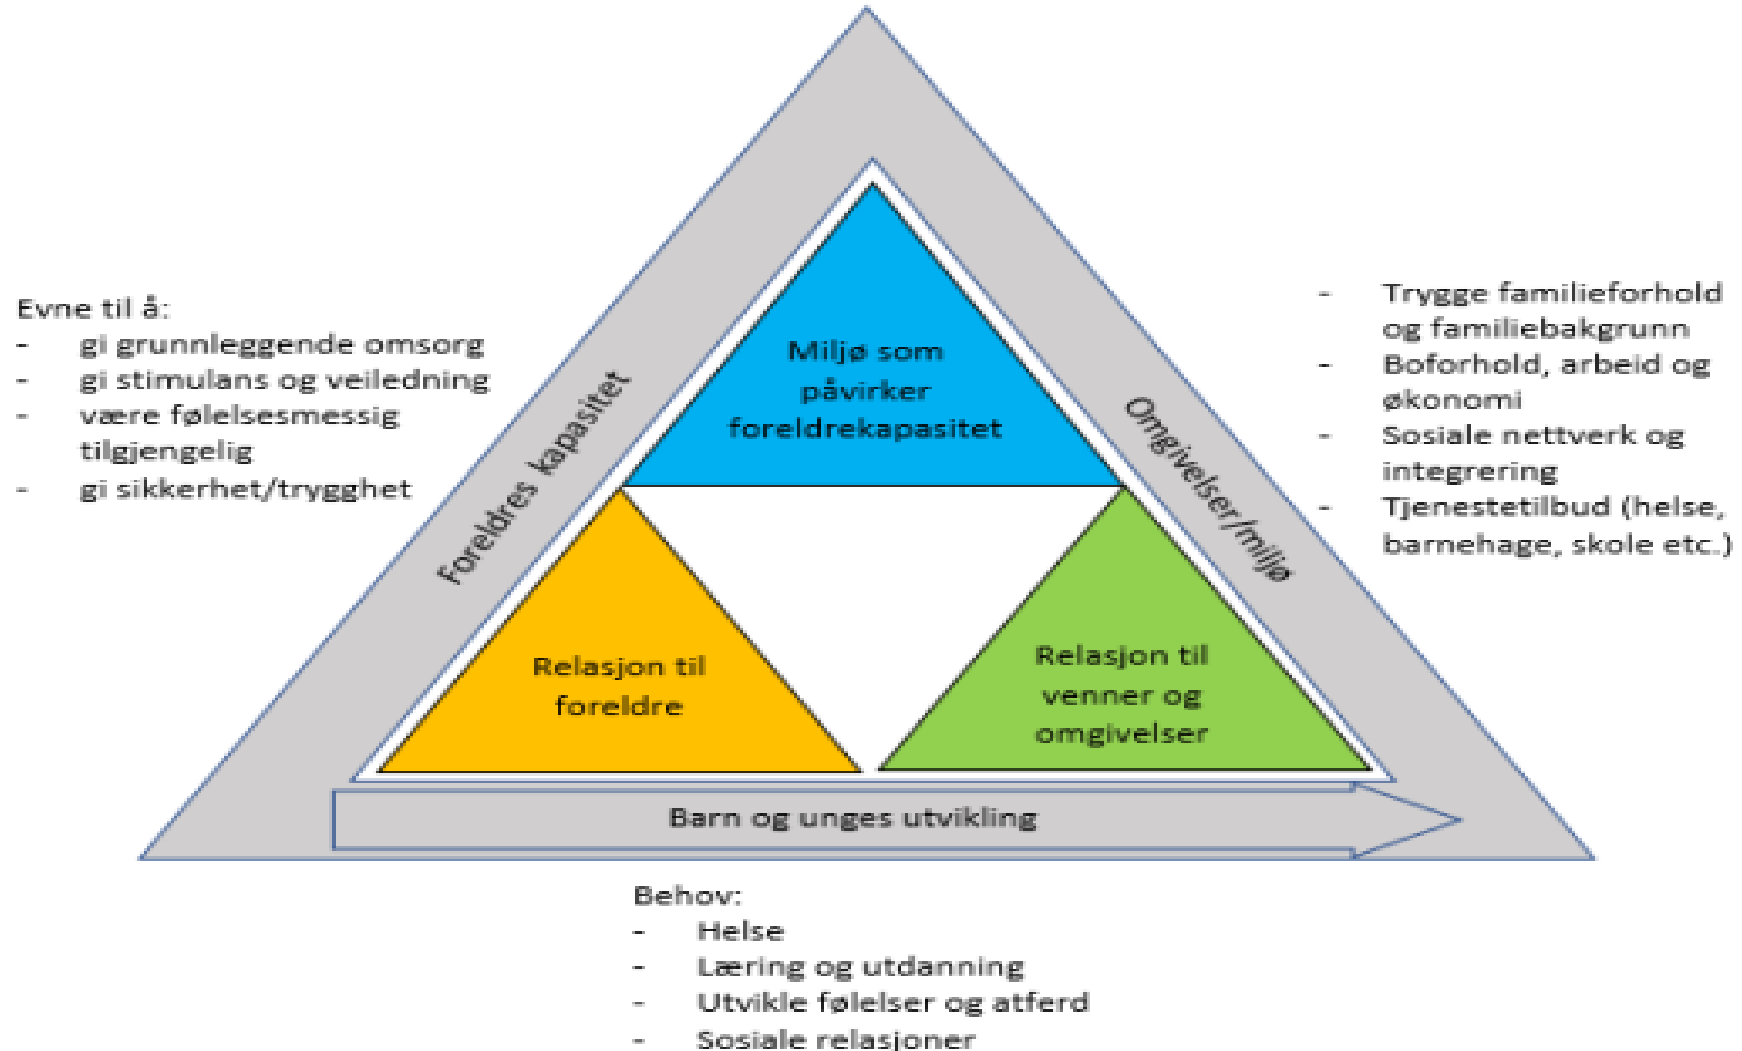 Evne til å:
- gi grunnleggende omsorg
- gi stimulans og veiledning
- være følelsesmessig
tilgjengelig
- gi sikkerhet/trygghet
Foreldres kapasitet
Miljø som
påvirker
foreldrekapasitet
Omgivelser/miljø
- Trygge familieforhold
og familiebakgrunn
- Boforhold, arbeid og
økonomi
- Sosiale nettverk og
integrering
- Tjenestetilbud (helse,
barnehage, skole etc.)
Relasjon til
foreldre
Relasjon til
venner og
omgivelser
Barn og unges utvikling
Behov:
- Helse
- Læring og utdanning
- Utvikle følelser og atferd
- Sosiale relasjoner